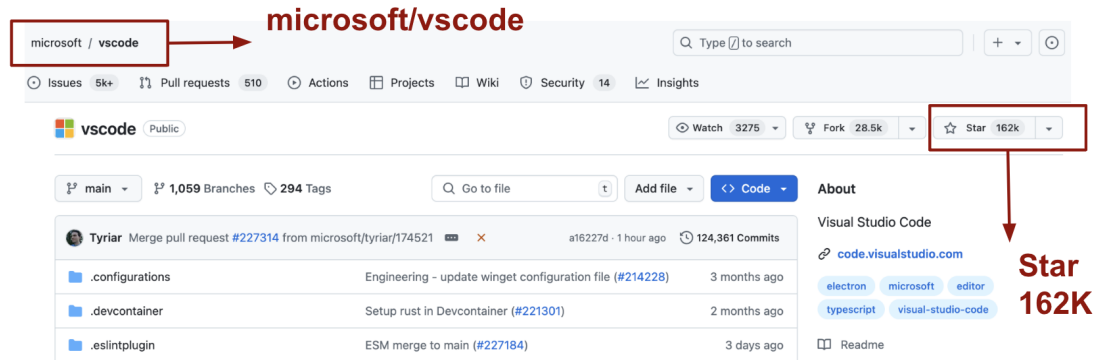 microsoft/vscode
microsoft / vscode
Type / to search
Issues 5k+ Pull requests 510 Actions Projects Wiki Security 14 Insights
vscode Public Watch 3275 Fork 28.5k Star 162k
main 1,059 Branches 294 Tags Go to file t Add file <> Code About
Visual Studio Code
Tyriar Merge pull request #227314 from microsoft/tyriar/174521 ... a16227d · 1 hour ago 124,361 Commits
code.visualstudio.com
.configurations Engineering - update winget configuration file (#214228) 3 months ago
electron microsoft editor
.devcontainer Setup rust in Devcontainer (#221301) 2 months ago
typescript visual-studio-code
.eslintplugin ESM merge to main (#227184) 3 days ago
Readme
Star
162K